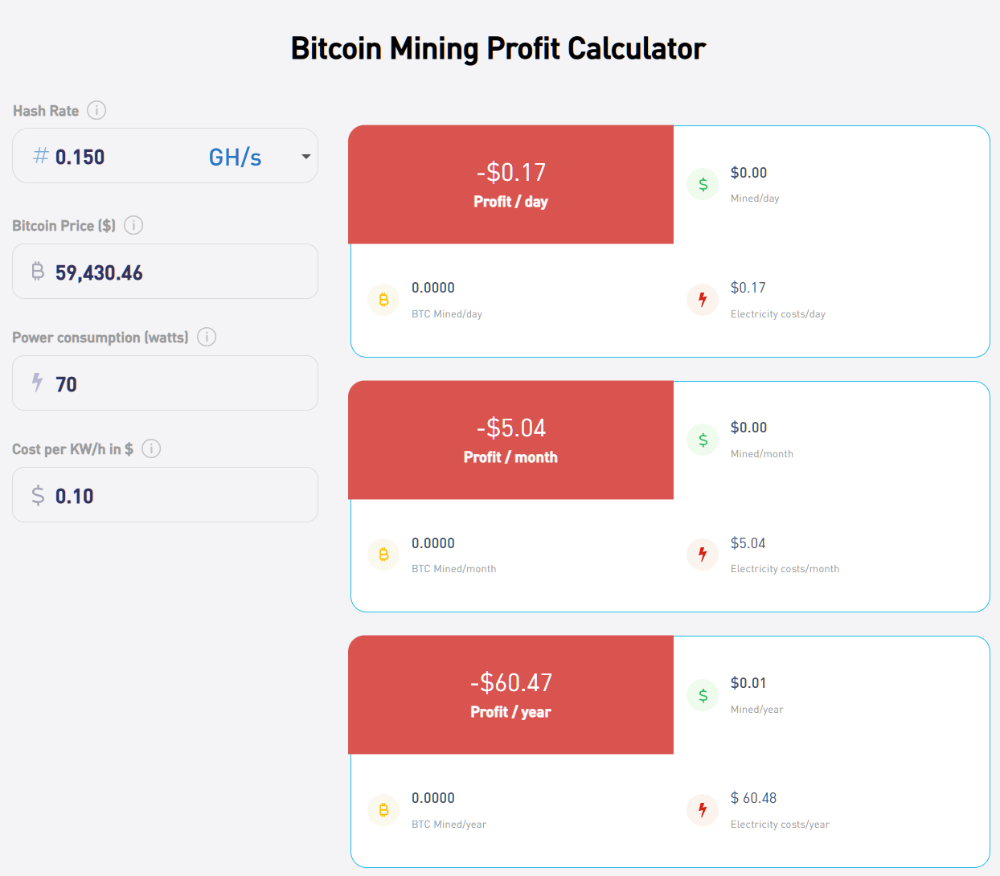 Bitcoin Mining Profit Calculator
Hash Rate
# 0.150 GH/s
Bitcoin Price ($)
59,430.46
Power consumption (watts)
70
Cost per KW/h in $
$ 0.10
-$0.17
Profit / day
$0.00
Mined/day
0.0000
BTC Mined/day
$0.17
Electricity costs/day
-$5.04
Profit / month
$0.00
Mined/month
0.0000
BTC Mined/month
$5.04
Electricity costs/month
-$60.47
Profit / year
$0.01
Mined/year
0.0000
BTC Mined/year
$ 60.48
Electricity costs/year